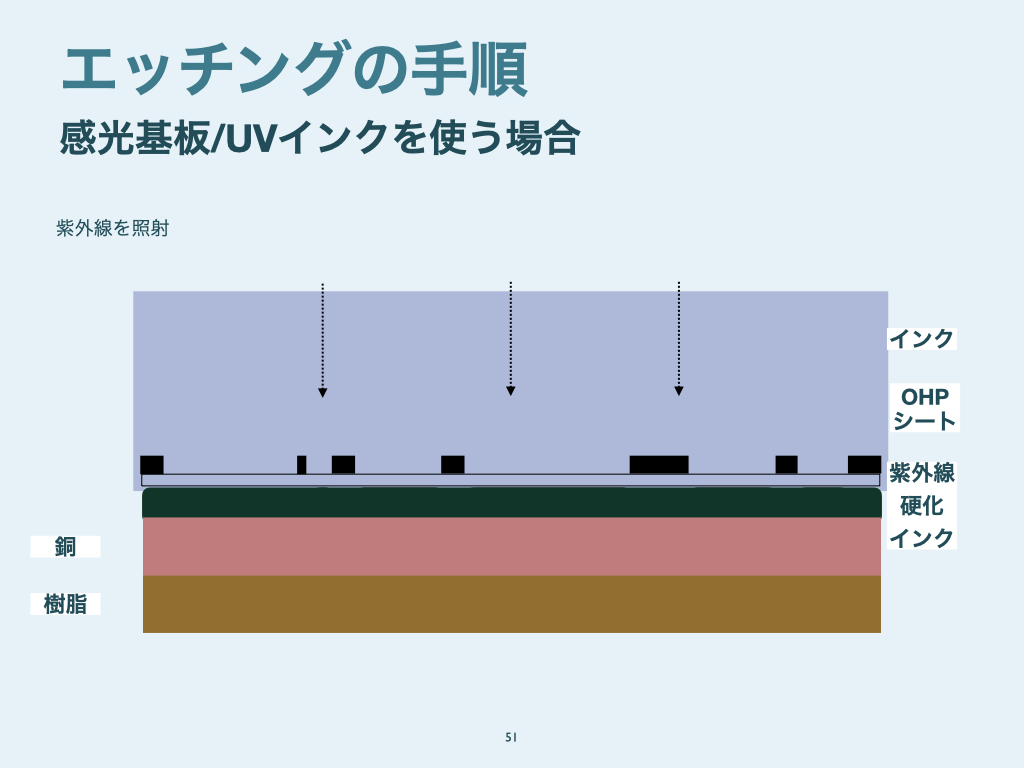 エッチングの手順
感光基板/UVインクを使う場合
紫外線を照射
インク
OHP
シート
紫外線
硬化
インク
銅
樹脂
51